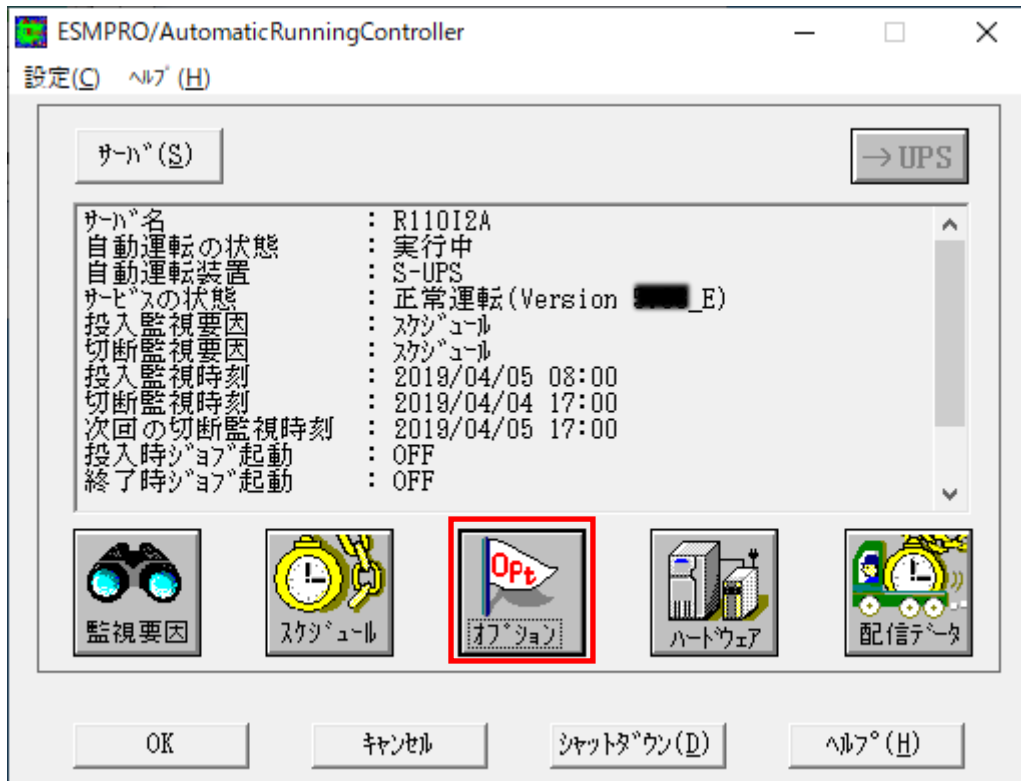 ESMPRO/AutomaticRunningController
設定(C) ﾍﾙﾌﾟ(H)
ｻｰﾊﾞ(S)
→UPS
ｻｰﾊﾞ名 : R110I2A
自動運転の状態 : 実行中
自動運転装置 : S-UPS
ｻｰﾋﾞｽの状態 : 正常運転(Version _E)
投入監視要因 : ｽｹｼﾞｭｰﾙ
切断監視要因 : ｽｹｼﾞｭｰﾙ
投入監視時刻 : 2019/04/05 08:00
切断監視時刻 : 2019/04/04 17:00
次回の切断監視時刻 : 2019/04/05 17:00
投入時ｼﾞｮﾌﾞ起動 : OFF
終了時ｼﾞｮﾌﾞ起動 : OFF
OPt
監視要因 ｽｹｼﾞｭｰﾙ ｵﾌﾟｼｮﾝ ﾊｰﾄﾞｳｪｱ 配信ﾃﾞｰﾀ
OK ｷｬﾝｾﾙ ｼｬｯﾄﾀﾞｳﾝ(D) ﾍﾙﾌﾟ(H)